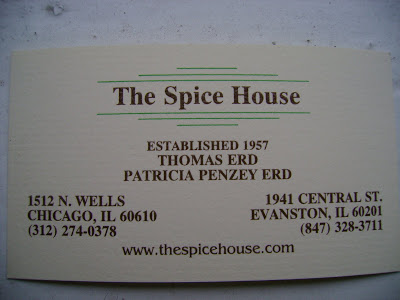 The Spice House
ESTABLISHED 1957
THOMAS ERD
PATRICIA PENZEY ERD
1512 N. WELLS
CHICAGO, IL 60610
(312) 274-0378
1941 CENTRAL ST.
EVANSTON, IL 60201
(847) 328-3711
www.thespicehouse.com